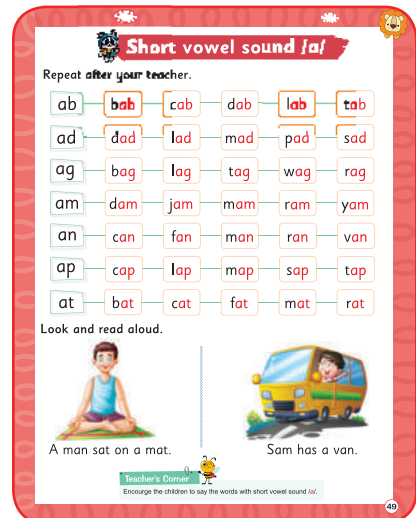 Short vowel sound /a/
Repeat after your teacher.
ab bab cab dab lab tab
ad dad lad mad pad sad
ag bag lag tag wag rag
am dam jam mam ram yam
an can fan man ran van
ap cap lap map sap tap
at bat cat fat mat rat
Look and read aloud.
A man sat on a mat. Sam has a van.
Teacher's Corner
Encourge the children to say the words with short vowel sound /a/.
49